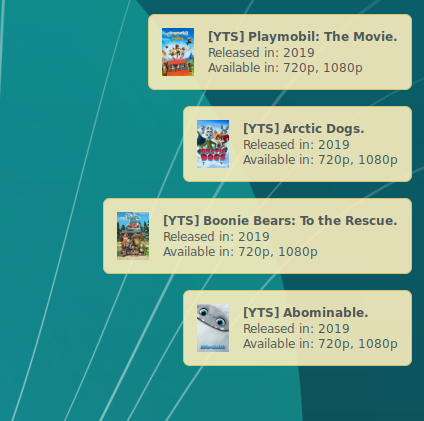 [YTS] Playmobil: The Movie.
Released in: 2019
Available in: 720p, 1080p
[YTS] Arctic Dogs.
Released in: 2019
Available in: 720p, 1080p
[YTS] Boonie Bears: To the Rescue.
Released in: 2019
Available in: 720p, 1080p
[YTS] Abominable.
Released in: 2019
Available in: 720p, 1080p